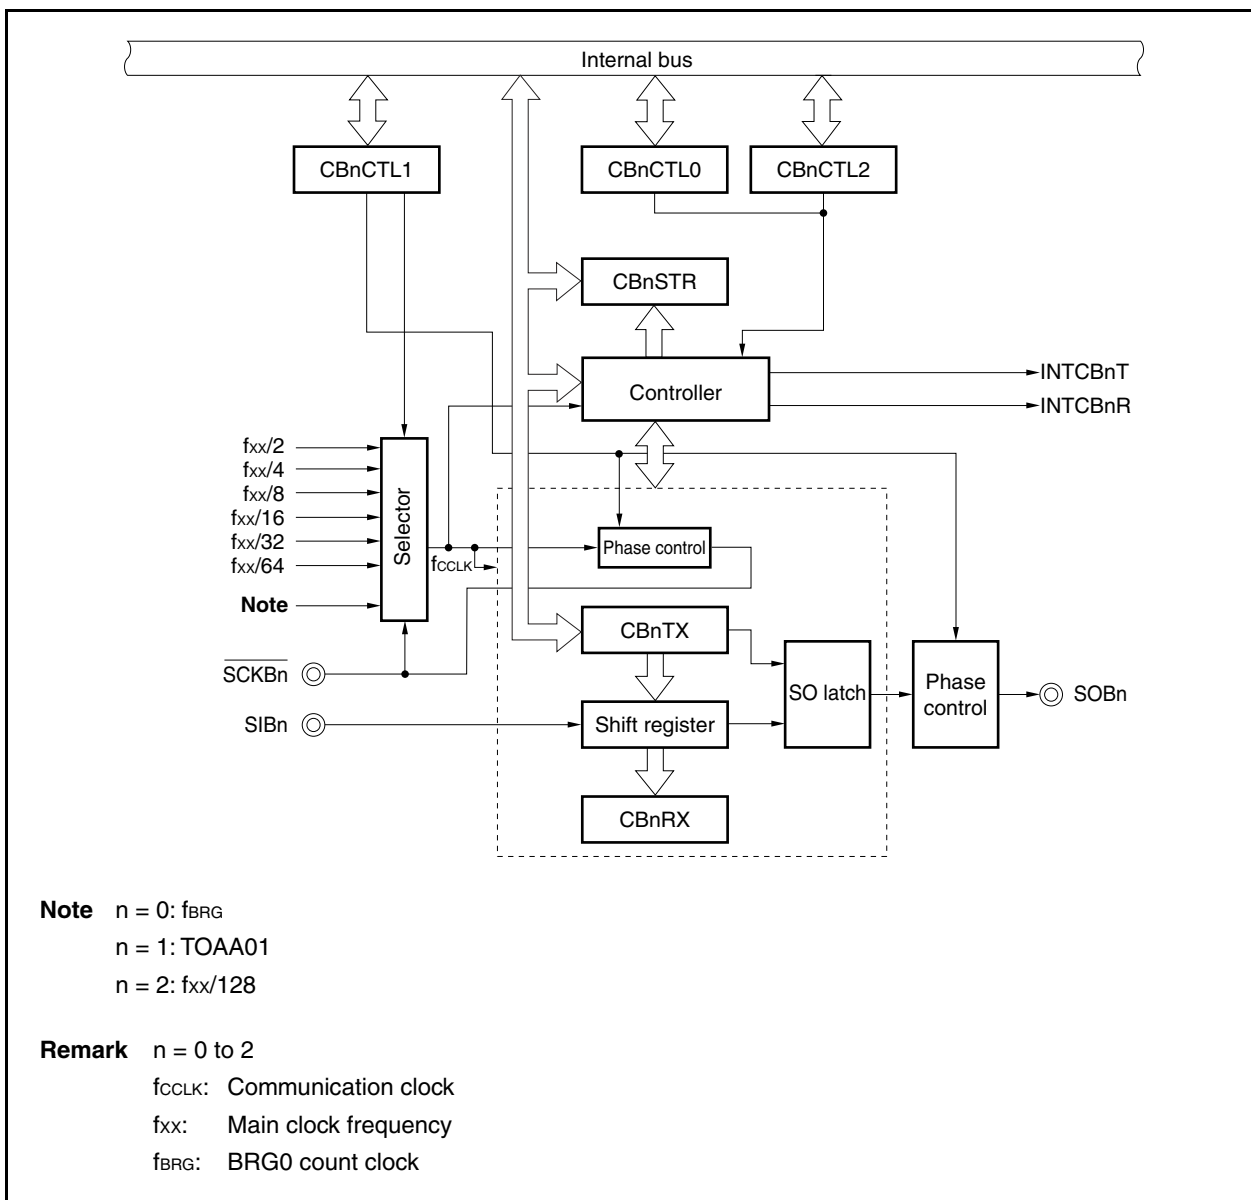 Internal bus
CBnCTL1
CBnCTL0
CBnCTL2
CBnSTR
Controller
INTCBnT
INTCBnR
fxx/2
fxx/4
fxx/8
fxx/16
fxx/32
fxx/64
Note
Selector
fCCLK
Phase control
SCKBn
SIBn
CBnTX
Shift register
CBnRX
SO latch
Phase
control
SOBn
Note n = 0: fBRG
n = 1: TOAA01
n = 2: fxx/128
Remark n = 0 to 2
fCCLK: Communication clock
fxx: Main clock frequency
fBRG: BRG0 count clock